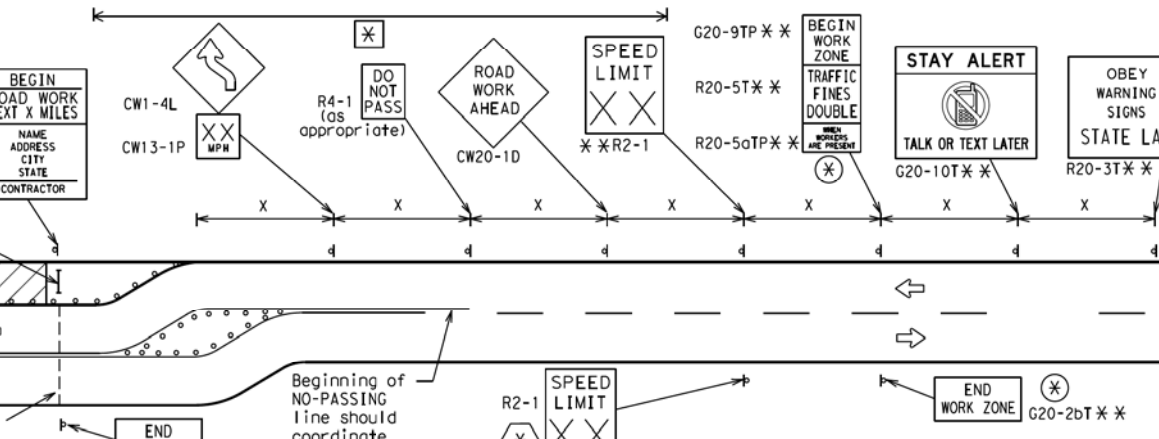 BEGIN
ROAD WORK
NEXT X MILES
NAME
ADDRESS
CITY
STATE
CONTRACTOR
CW1-4L
CW13-1P
XX
MPH
*
R4-1
(as
appropriate)
DO
NOT
PASS
ROAD
WORK
AHEAD
CW20-1D
SPEED
LIMIT
X X
**R2-1
G20-9TP**
R20-5T**
R20-5aTP**
BEGIN
WORK
ZONE
TRAFFIC
FINES
DOUBLE
WHEN
WORKERS
ARE PRESENT
*
STAY ALERT
TALK OR TEXT LATER
G20-10T**
OBEY
WARNING
SIGNS
STATE LA
R20-3T**
X X X X X X X
Beginning of
NO-PASSING
line should
coordinate
R2-1
SPEED
LIMIT
X X
X
END
WORK ZONE
*
G20-2bT**
END